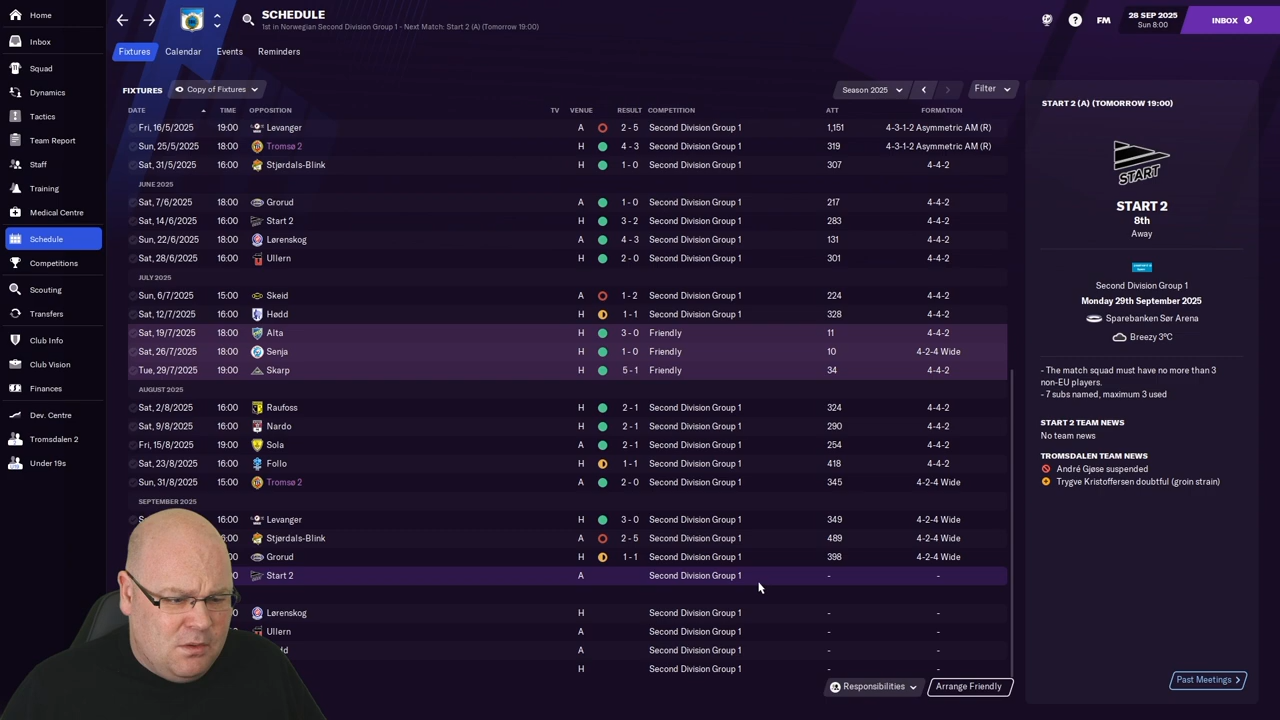 Home
SCHEDULE
1st in Norwegian Second Division Group 1 - Next Match: Start 2 (A) (Tomorrow 19:00)
FM
28 SEP 2025
Sun 8:00
INBOX
Inbox
Squad
Dynamics
Tactics
Team Report
Staff
Training
Medical Centre
Schedule
Competitions
Scouting
Transfers
Club Info
Club Vision
Finances
Dev. Centre
Tromsdalen 2
Under 19s
Fixtures Calendar Events Reminders
FIXTURES Copy of Fixtures Season 2025 Filter
DATE TIME OPPOSITION TV VENUE RESULT COMPETITION ATT FORMATION
Fri, 16/5/2025 19:00 Levanger A 2 - 5 Second Division Group 1 1,151 4-3-1-2 Asymmetric AM (R)
Sun, 25/5/2025 18:00 Tromsø 2 H 4 - 3 Second Division Group 1 319 4-3-1-2 Asymmetric AM (R)
Sat, 31/5/2025 16:00 Stjørdals-Blink H 1 - 0 Second Division Group 1 307 4-4-2
JUNE 2025
Sat, 7/6/2025 18:00 Grorud A 1 - 0 Second Division Group 1 217 4-4-2
Sat, 14/6/2025 16:00 Start 2 H 3 - 2 Second Division Group 1 283 4-4-2
Sun, 22/6/2025 18:00 Lørenskog A 4 - 3 Second Division Group 1 131 4-4-2
Sat, 28/6/2025 16:00 Ullern H 2 - 0 Second Division Group 1 301 4-4-2
JULY 2025
Sun, 6/7/2025 15:00 Skeid A 1 - 2 Second Division Group 1 224 4-4-2
Sat, 12/7/2025 16:00 Hødd H 1 - 1 Second Division Group 1 328 4-4-2
Sat, 19/7/2025 18:00 Alta H 3 - 0 Friendly 11 4-4-2
Sat, 26/7/2025 18:00 Senja H 1 - 0 Friendly 10 4-2-4 Wide
Tue, 29/7/2025 19:00 Skarp H 5 - 1 Friendly 34 4-4-2
AUGUST 2025
Sat, 2/8/2025 16:00 Raufoss H 2 - 1 Second Division Group 1 324 4-4-2
Sat, 9/8/2025 16:00 Nardo H 2 - 1 Second Division Group 1 290 4-4-2
Fri, 15/8/2025 19:00 Sola A 2 - 1 Second Division Group 1 254 4-4-2
Sat, 23/8/2025 16:00 Follo H 1 - 1 Second Division Group 1 418 4-4-2
Sun, 31/8/2025 15:00 Tromsø 2 A 2 - 0 Second Division Group 1 345 4-2-4 Wide
SEPTEMBER 2025
16:00 Levanger H 3 - 0 Second Division Group 1 349 4-2-4 Wide
Stjørdals-Blink A 2 - 5 Second Division Group 1 489 4-2-4 Wide
Grorud H 1 - 1 Second Division Group 1 398 4-2-4 Wide
Start 2 A Second Division Group 1 - -
Lørenskog H Second Division Group 1 - -
Ullern A Second Division Group 1 - -
A Second Division Group 1 - -
H Second Division Group 1 - -
Responsibilities Arrange Friendly
START 2 (A) (TOMORROW 19:00)
START
START 2
8th
Away
Second Division Group 1
Monday 29th September 2025
Sparebanken Sør Arena
Breezy 3ºC
- The match squad must have no more than 3
non-EU players.
- 7 subs named, maximum 3 used
START 2 TEAM NEWS
No team news
TROMSDALEN TEAM NEWS
André Gjøse suspended
Trygve Kristoffersen doubtful (groin strain)
Past Meetings